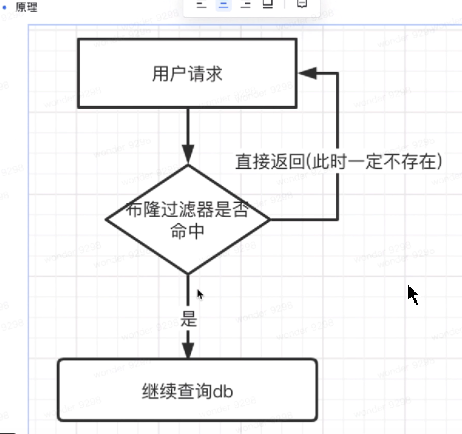 原理
用户请求
直接返回(此时一定不存在)
布隆过滤器是否
命中
是
继续查询db